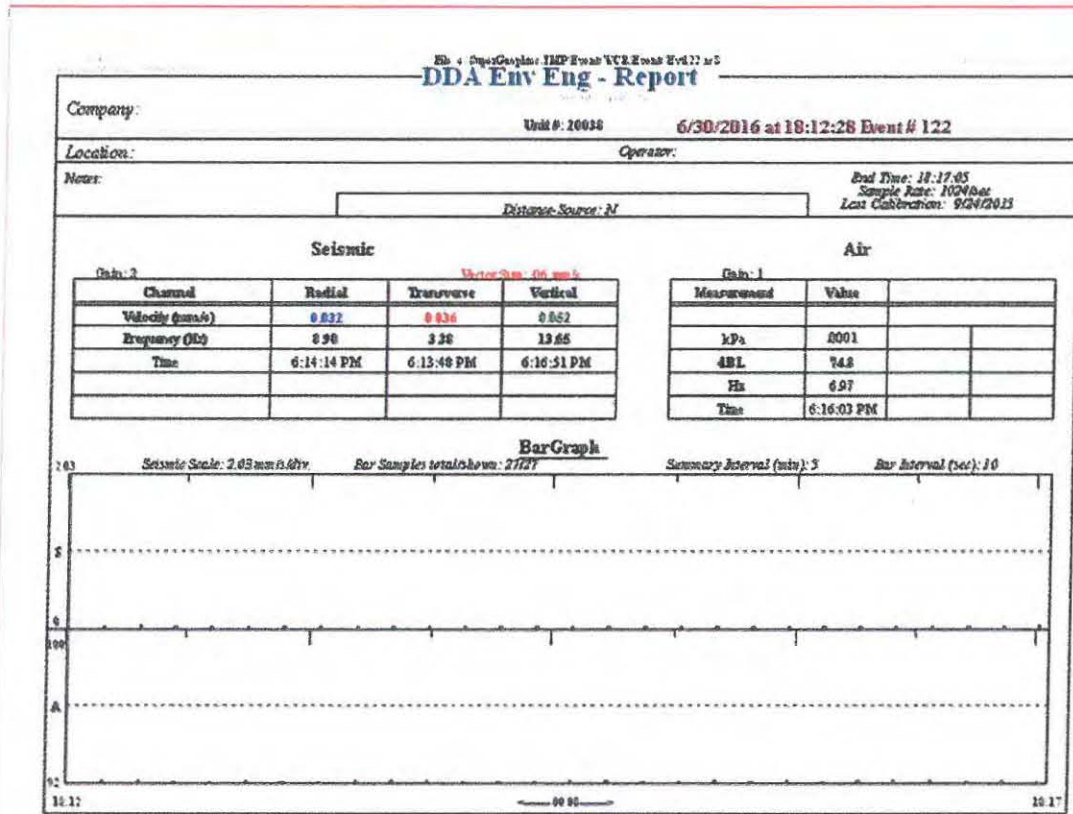 DDA Env Eng - Report
Company:
Unit #: 20038 6/30/2016 at 18:12:28 Event # 122
Location: Operator:
Notes: End Time: 18:17:05
Sample Rate: 1024/sec
Distance-Source: M Last Calibration: 9/24/2015
Seismic Air
Gain: 2 Vector Sum: .06 mm/s Gain: 1
Channel Radial Transverse Vertical Measurement Value
Velocity (mm/s) 0.032 0.036 0.052
Frequency (Hz) 8.98 3.38 13.65 kPa .0001
Time 6:14:14 PM 6:13:48 PM 6:16:51 PM dBL 74.8
Hz 6.97
Time 6:16:03 PM
BarGraph
2.03 Seismic Scale: 2.03 mm/s/div. Bar Samples total/shown: 27/27 Summary Interval (min): 5 Bar Interval (sec): 10
S
0
100
A
92
18:12 18:17